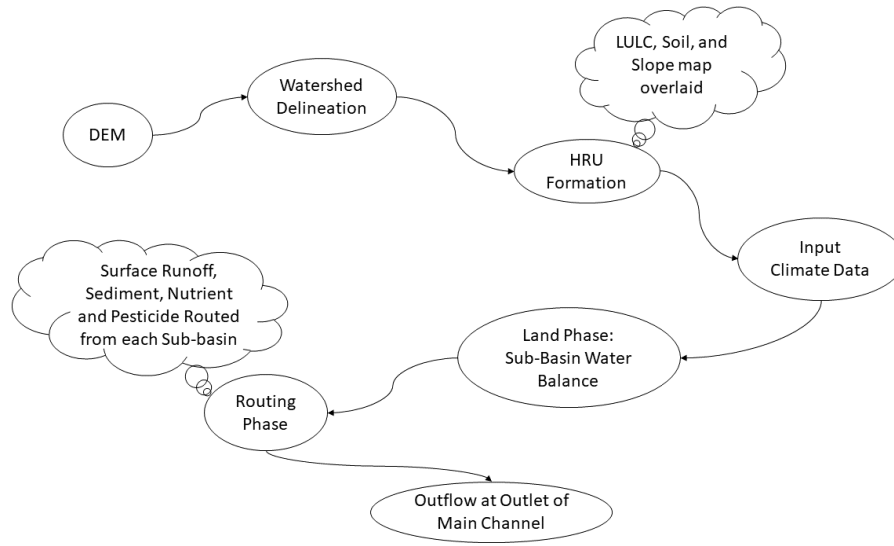 DEM
Watershed
Delineation
LULC, Soil, and
Slope map
overlaid
HRU
Formation
Input
Climate Data
Land Phase:
Sub-Basin Water
Balance
Surface Runoff,
Sediment, Nutrient
and Pesticide Routed
from each Sub-basin
Routing
Phase
Outflow at Outlet of
Main Channel